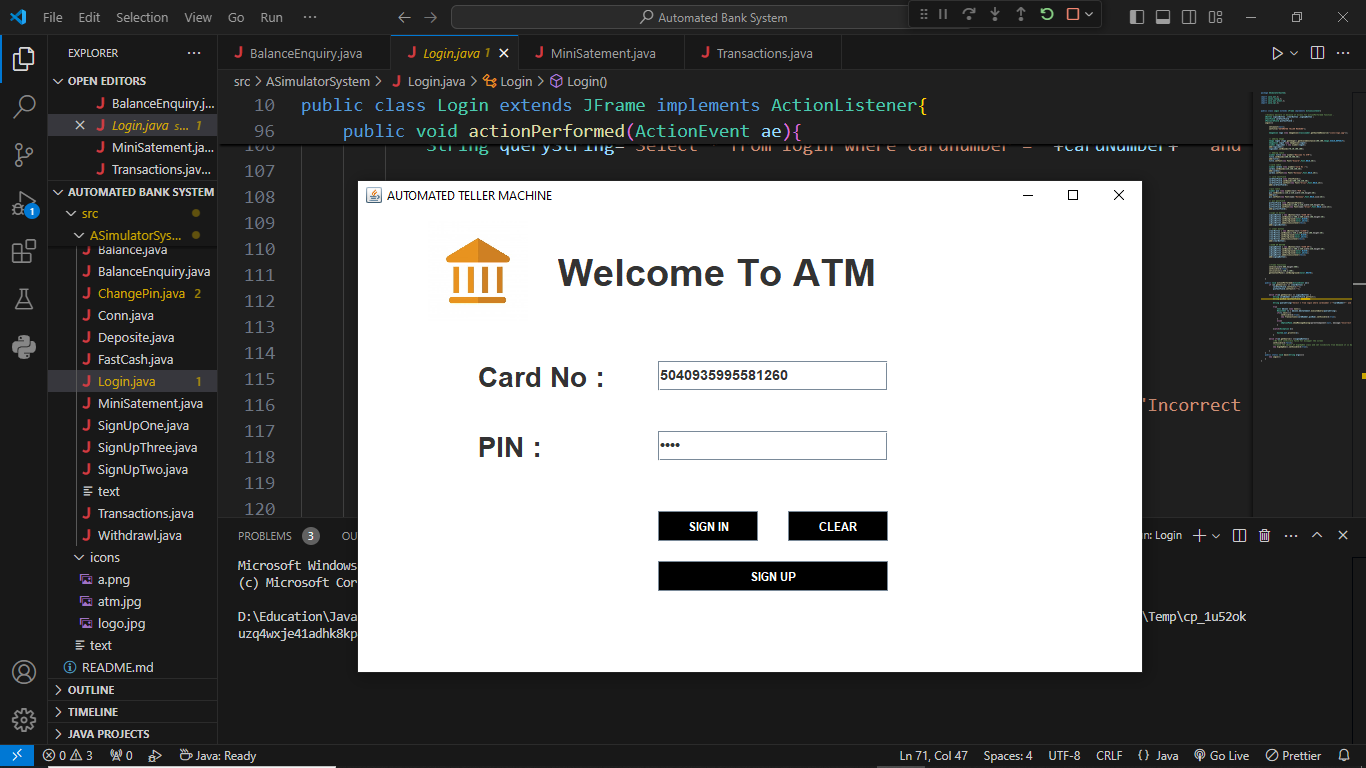 File Edit Selection View Go Run ··· Automated Bank System
EXPLORER ···
OPEN EDITORS
BalanceEnquiry.j...
Login.java s... 1
MiniSatement.ja...
Transactions.jav...
AUTOMATED BANK SYSTEM
src
ASimulatorSys...
Balance.java
BalanceEnquiry.java
ChangePin.java 2
Conn.java
Deposite.java
FastCash.java
Login.java 1
MiniSatement.java
SignUpOne.java
SignUpThree.java
SignUpTwo.java
text
Transactions.java
Withdrawl.java
icons
a.png
atm.jpg
logo.jpg
text
README.md
OUTLINE
TIMELINE
JAVA PROJECTS
1
BalanceEnquiry.java Login.java 1 MiniSatement.java Transactions.java
src > ASimulatorSystem > Login.java > Login > Login()
10 public class Login extends JFrame implements ActionListener{
96 public void actionPerformed(ActionEvent ae){
106 String queryString="Select * from login where cardnumber = '"+cardNumber+"' and
107
108
109
110
111
112
113
114
115
116 "Incorrect
117
118
119
120
AUTOMATED TELLER MACHINE
Welcome To ATM
Card No : 5040935995581260
PIN : ••••
SIGN IN CLEAR
SIGN UP
PROBLEMS 3 OU
n: Login
Microsoft Windows
(c) Microsoft Cor
D:\Education\Java \Temp\cp_1u52ok
uzq4wxje41adhk8kp
0 3 0 Java: Ready Ln 71, Col 47 Spaces: 4 UTF-8 CRLF { } Java Go Live Prettier